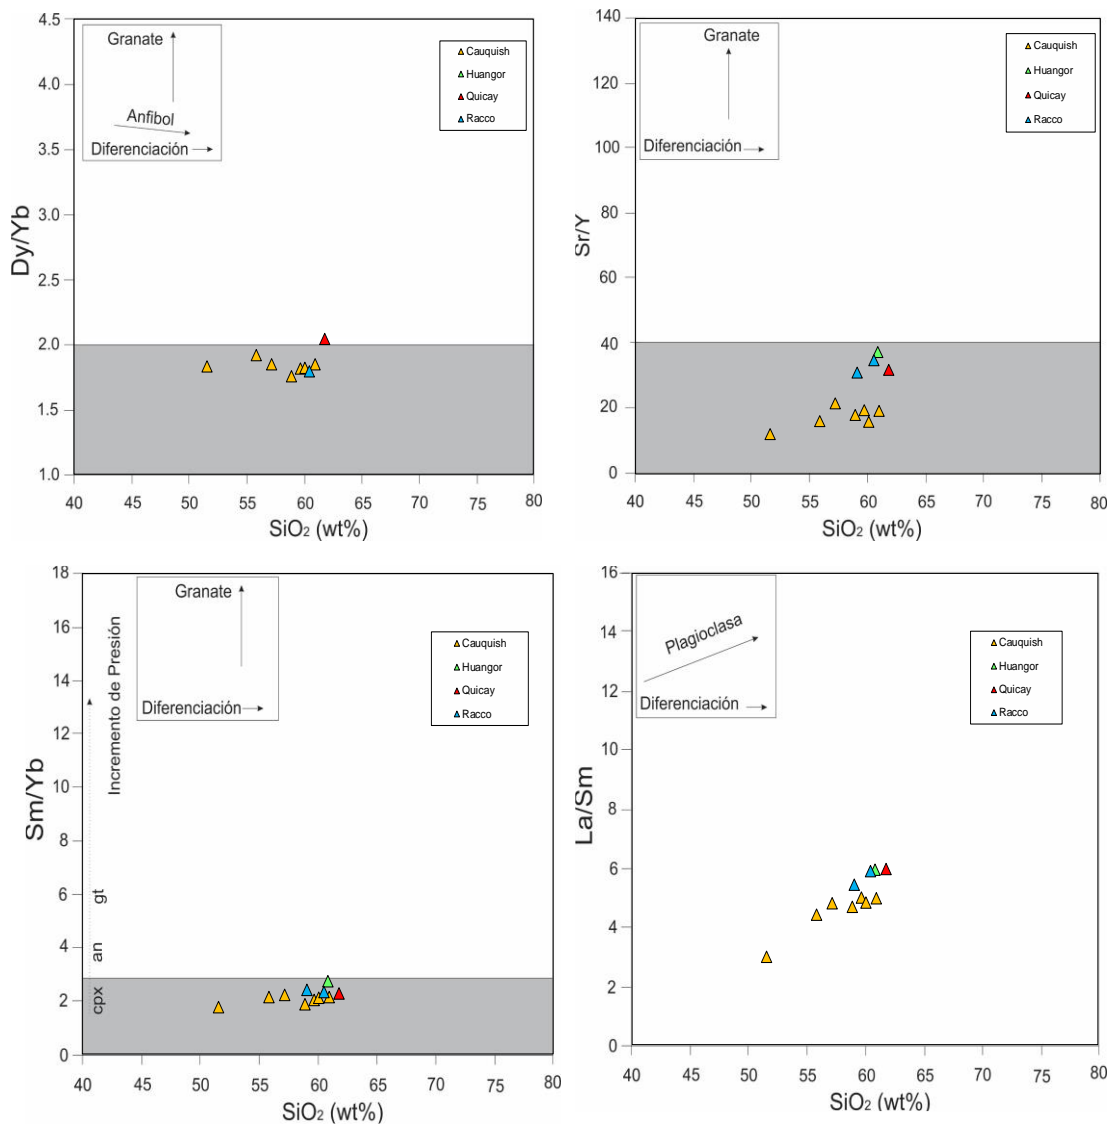 4.5
4.0
3.5
3.0
2.5
2.0
1.5
1.0
Dy/Yb
Granate
Anfibol
Diferenciación
Cauquish
Huangor
Quicay
Racco
40 45 50 55 60 65 70 75 80
SiO₂ (wt%)
140
120
100
80
60
40
20
0
Sr/Y
Granate
Diferenciación
Cauquish
Huangor
Quicay
Racco
40 45 50 55 60 65 70 75 80
SiO₂ (wt%)
18
16
14
12
10
8
6
4
2
0
Sm/Yb
Incremento de Presión
gt
an
cpx
Granate
Diferenciación
Cauquish
Huangor
Quicay
Racco
40 45 50 55 60 65 70 75 80
SiO₂ (wt%)
16
14
12
10
8
6
4
2
0
La/Sm
Plagioclasa
Diferenciación
Cauquish
Huangor
Quicay
Racco
40 45 50 55 60 65 70 75 80
SiO₂ (wt%)